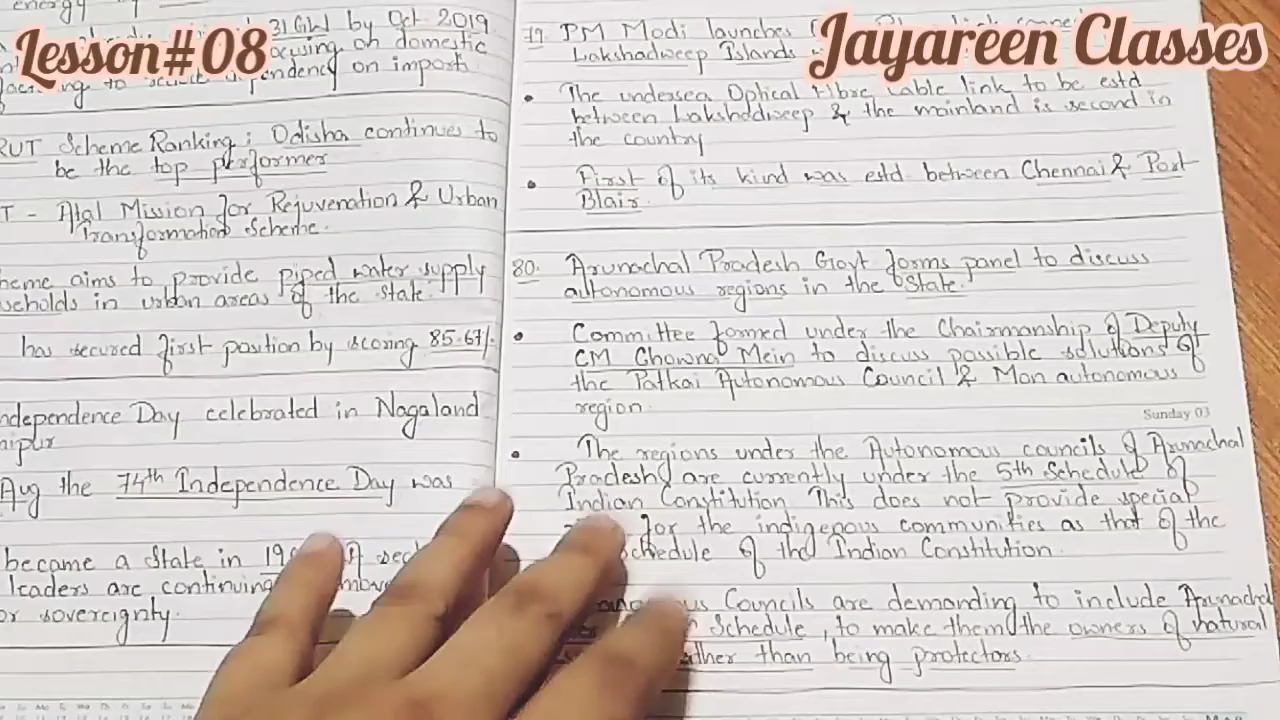 Lesson#08
Jayareen Classes
energy
31 GW by Oct 2019
focusing on domestic
dependency on imports
RUT Scheme Ranking : Odisha continues to
be the top performer
T - Atal Mission for Rejuvenation & Urban
Transformation Scheme.
heme aims to provide piped water supply
useholds in urban areas of the state.
has secured first position by scoring 85.67%.
ndependence Day celebrated in Nagaland
nipur
Aug the 74th Independence Day was
became a State in 19
leaders are continuing move
or sovereignty.
79. PM Modi launches
Lakshadweep Islands
• The undersea Optical Fibre cable link to be estd
between Lakshddweep & the mainland is second in
the country
• First of its kind was estd between Chennai & Port
Blair.
80. Arunachal Pradesh Govt forms panel to discuss
autonomous regions in the State.
• Committee formed under the Chairmanship of Deputy
CM Chowna Mein to discuss possible solutions of
the Patkai Autonomous Council & Mon autonomous
region.
Sunday 03
• The regions under the Autonomous councils of Arunachal
Pradesh are currently under the 5th Schedule of
Indian Constitution. This does not provide special
for the indigenous communities as that of the
schedule of the Indian Constitution.
us Councils are demanding to include Arunachal
Schedule, to make them the owners of natural
rather than being protectors.